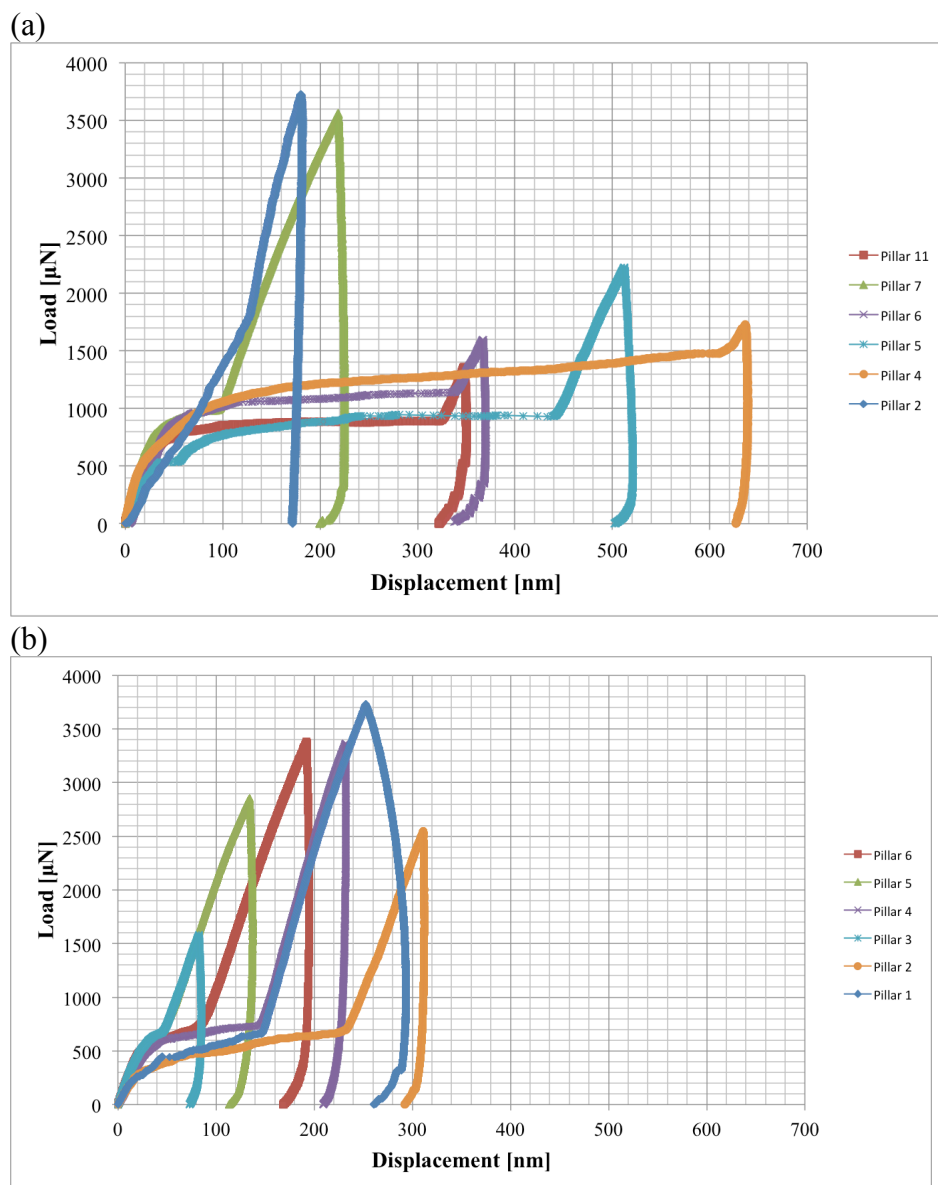 (a)
4000
3500
3000
2500
2000
1500
1000
500
0
Load [µN]
0 100 200 300 400 500 600 700
Displacement [nm]
Pillar 11
Pillar 7
Pillar 6
Pillar 5
Pillar 4
Pillar 2
(b)
4000
3500
3000
2500
2000
1500
1000
500
0
Load [µN]
0 100 200 300 400 500 600 700
Displacement [nm]
Pillar 6
Pillar 5
Pillar 4
Pillar 3
Pillar 2
Pillar 1